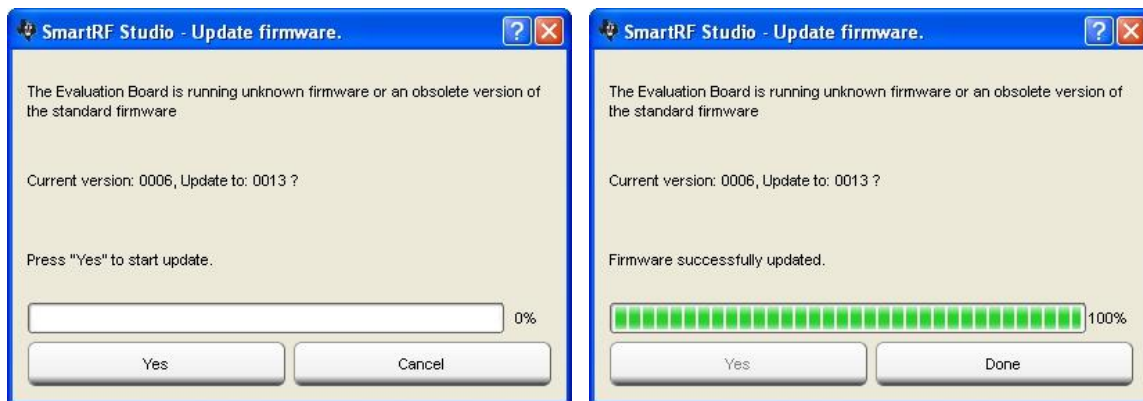 SmartRF Studio - Update firmware.
The Evaluation Board is running unknown firmware or an obsolete version of
the standard firmware
Current version: 0006, Update to: 0013 ?
Press "Yes" to start update.
0%
Yes
Cancel
SmartRF Studio - Update firmware.
The Evaluation Board is running unknown firmware or an obsolete version of
the standard firmware
Current version: 0006, Update to: 0013 ?
Firmware successfully updated.
100%
Yes
Done